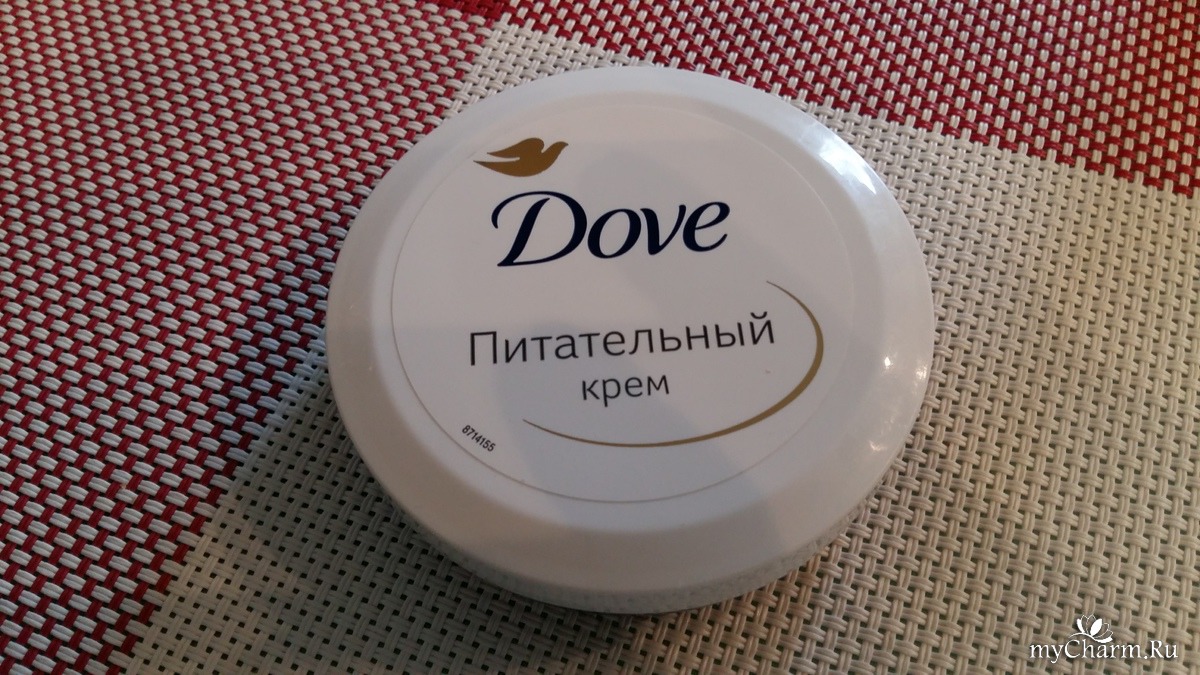 Dove
Питательный
крем
8714155
myCharm.Ru